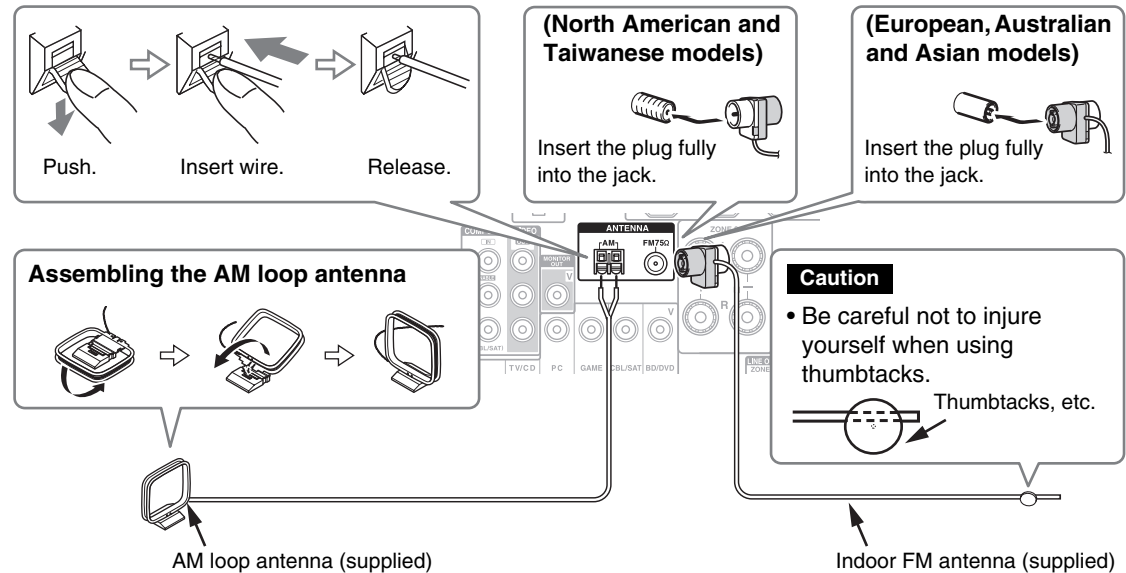 (North American and
Taiwanese models)
(European, Australian
and Asian models)
Push.
Insert wire.
Release.
Insert the plug fully
into the jack.
Insert the plug fully
into the jack.
ANTENNA
AM
FM75Ω
IN
MONITOR
OUT
V
V
R
TV/CD
PC
GAME
CBL/SAT
BD/DVD
Assembling the AM loop antenna
Caution
• Be careful not to injure
yourself when using
thumbtacks.
Thumbtacks, etc.
AM loop antenna (supplied)
Indoor FM antenna (supplied)